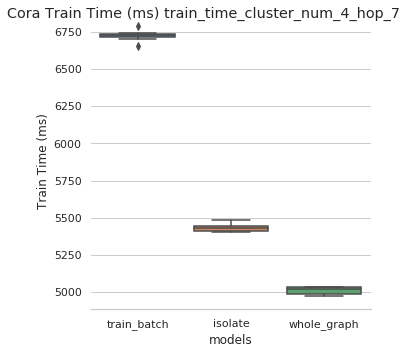 Cora Train Time (ms) train_time_cluster_num_4_hop_7
6750
6500
6250
6000
5750
5500
5250
5000
Train Time (ms)
train_batch
isolate
whole_graph
models